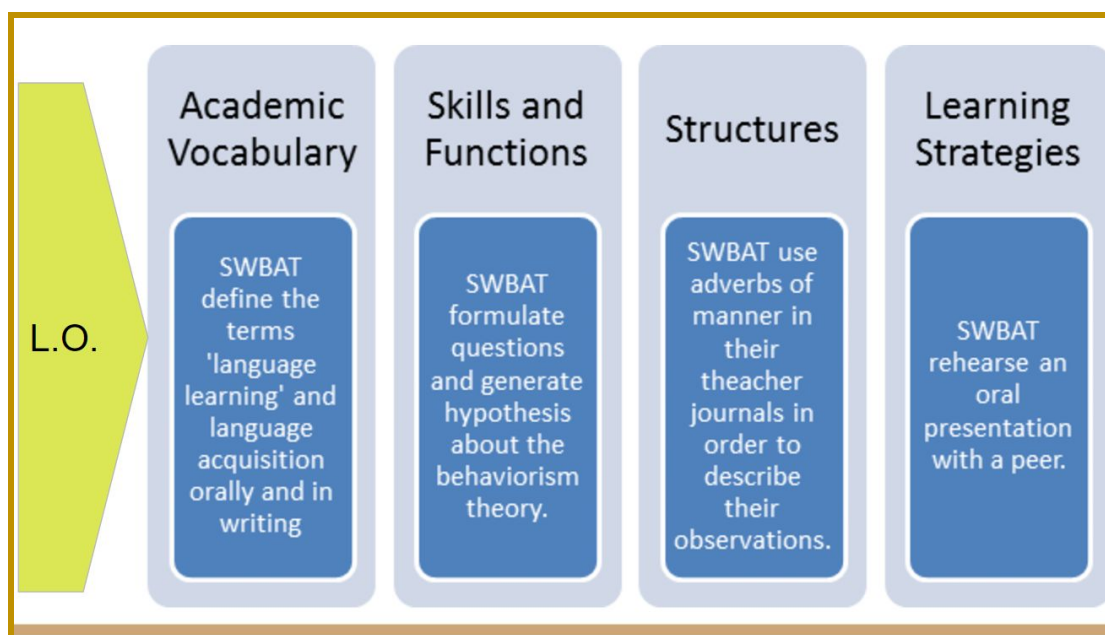 L.O.
Academic
Vocabulary
SWBAT
define the
terms
'language
learning' and
language
acquisition
orally and in
writing
Skills and
Functions
SWBAT
formulate
questions
and generate
hypothesis
about the
behaviorism
theory.
Structures
SWBAT use
adverbs of
manner in
their
theacher
journals in
order to
describe
their
observations.
Learning
Strategies
SWBAT
rehearse an
oral
presentation
with a peer.